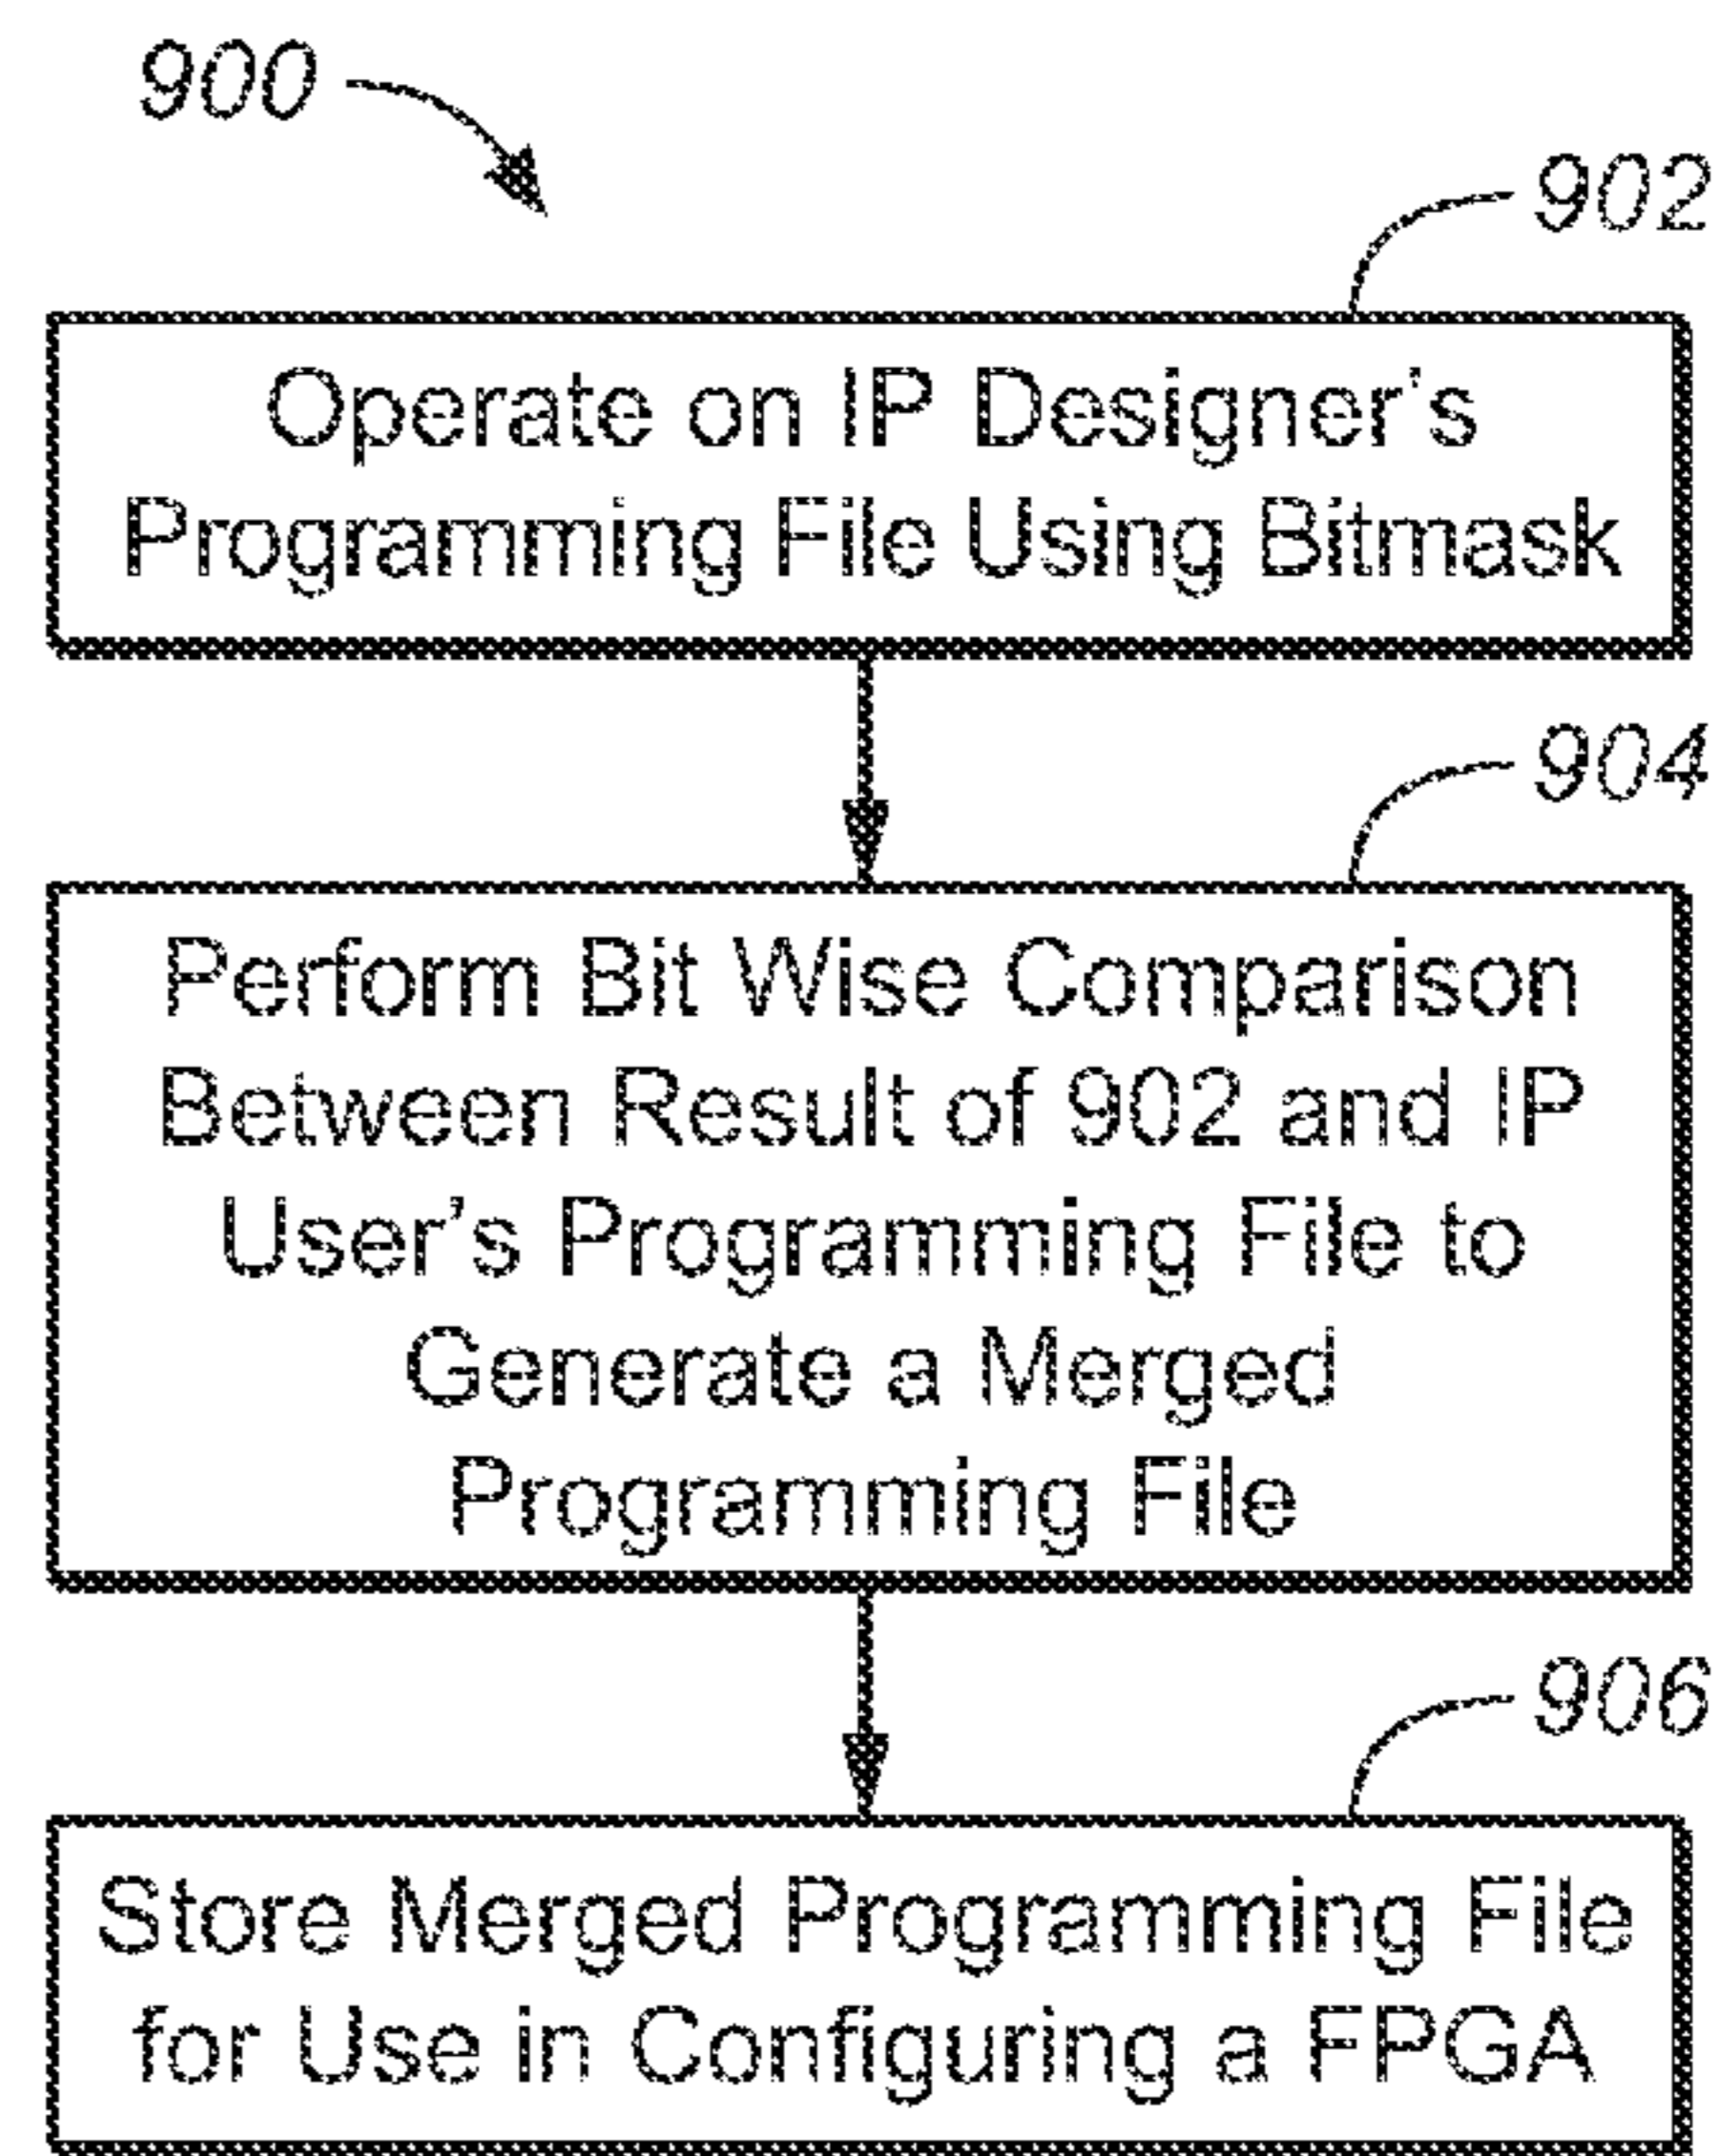 900
902
Operate on IP Designer's
Programming File Using Bitmask
904
Perform Bit Wise Comparison
Between Result of 902 and IP
User's Programming File to
Generate a Merged
Programming File
906
Store Merged Programming File
for Use in Configuring a FPGA